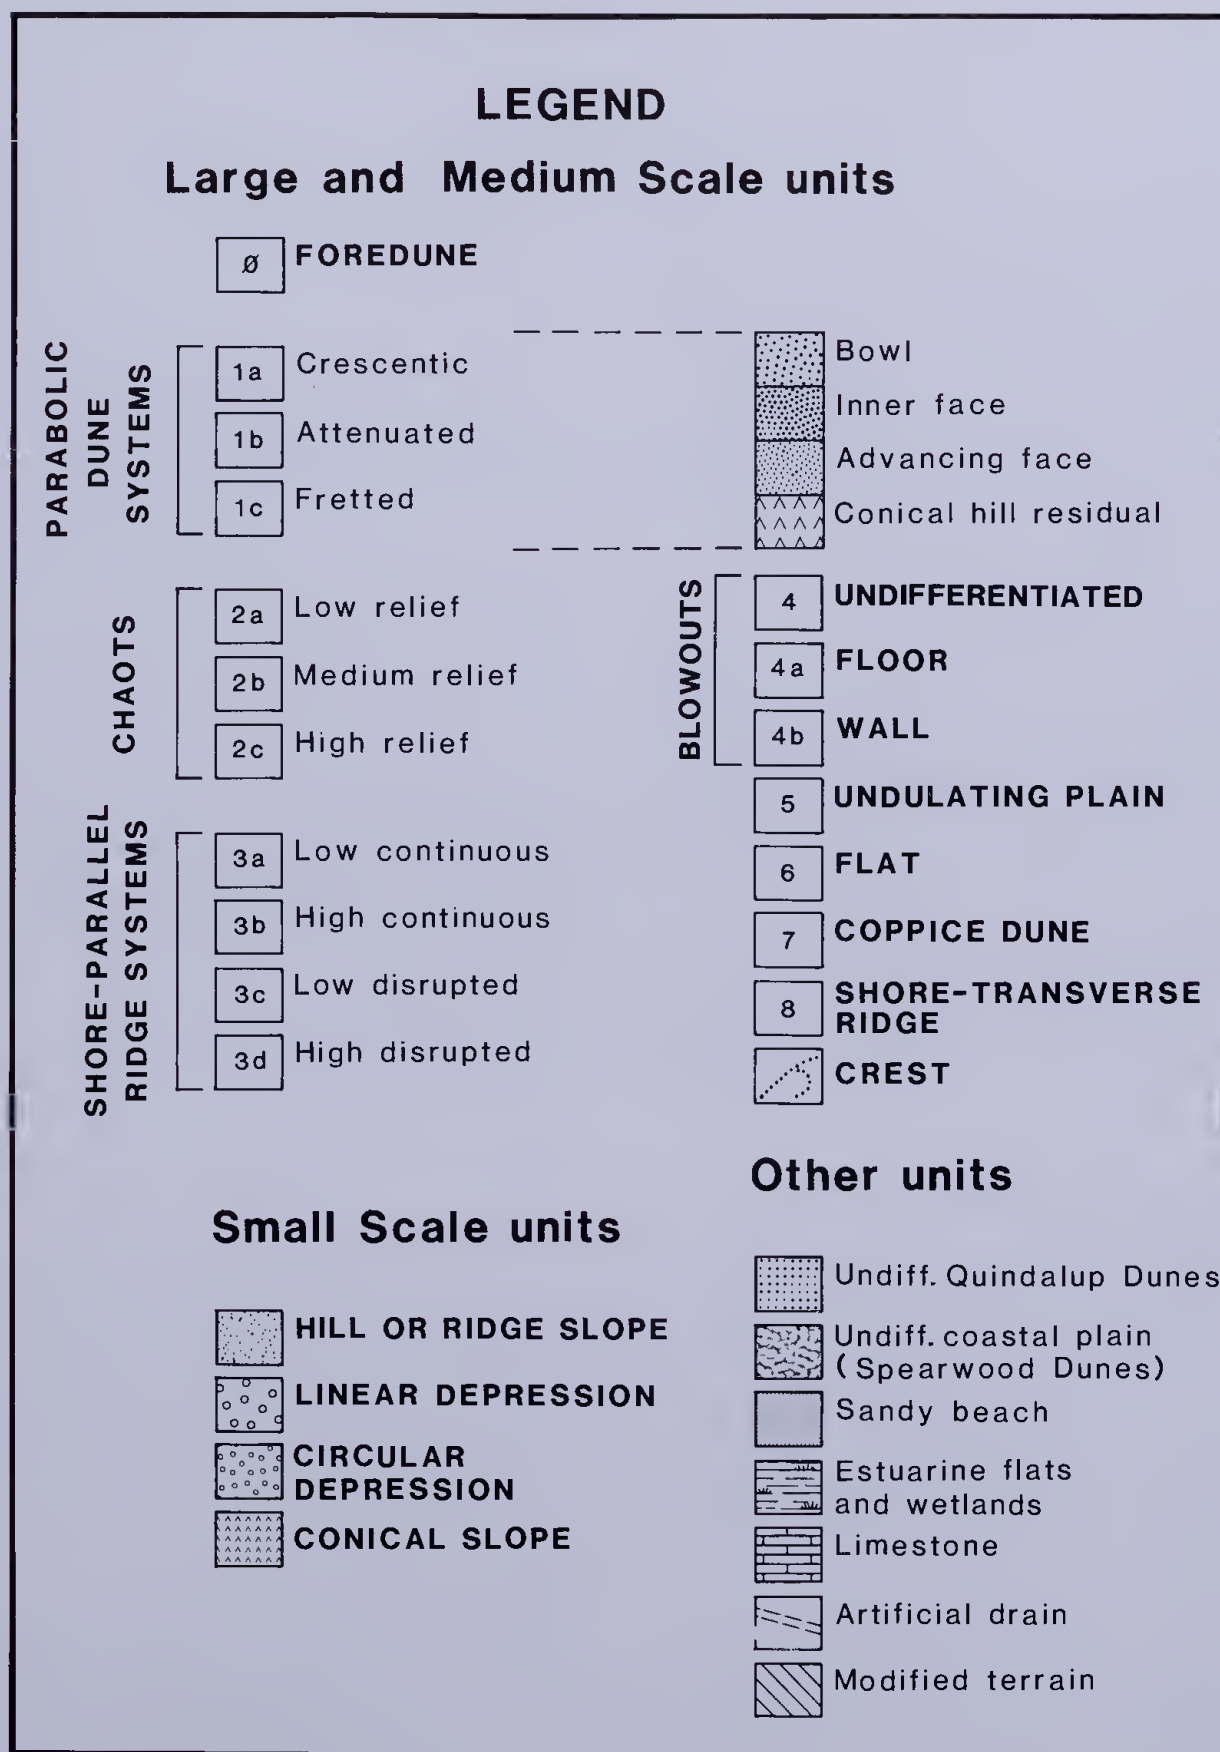 LEGEND
Large and Medium Scale units
Ø FOREDUNE
PARABOLIC
DUNE
SYSTEMS
1a Crescentic
1b Attenuated
1c Fretted
Bowl
Inner face
Advancing face
Conical hill residual
CHAOTS
2a Low relief
2b Medium relief
2c High relief
SHORE-PARALLEL
RIDGE SYSTEMS
3a Low continuous
3b High continuous
3c Low disrupted
3d High disrupted
BLOWOUTS
4 UNDIFFERENTIATED
4a FLOOR
4b WALL
5 UNDULATING PLAIN
6 FLAT
7 COPPICE DUNE
8 SHORE-TRANSVERSE
RIDGE
CREST
Small Scale units
HILL OR RIDGE SLOPE
LINEAR DEPRESSION
CIRCULAR
DEPRESSION
CONICAL SLOPE
Other units
Undiff. Quindalup Dunes
Undiff. coastal plain
(Spearwood Dunes)
Sandy beach
Estuarine flats
and wetlands
Limestone
Artificial drain
Modified terrain